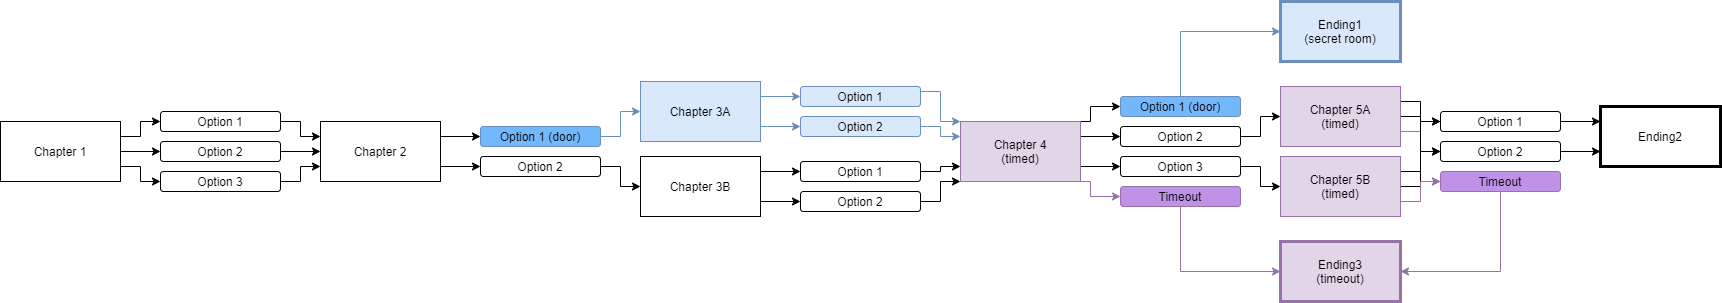 Chapter 1
Option 1
Option 2
Option 3
Chapter 2
Option 1 (door)
Option 2
Chapter 3A
Chapter 3B
Option 1
Option 2
Option 1
Option 2
Chapter 4
(timed)
Option 1 (door)
Option 2
Option 3
Timeout
Ending1
(secret room)
Chapter 5A
(timed)
Chapter 5B
(timed)
Ending3
(timeout)
Option 1
Option 2
Timeout
Ending2